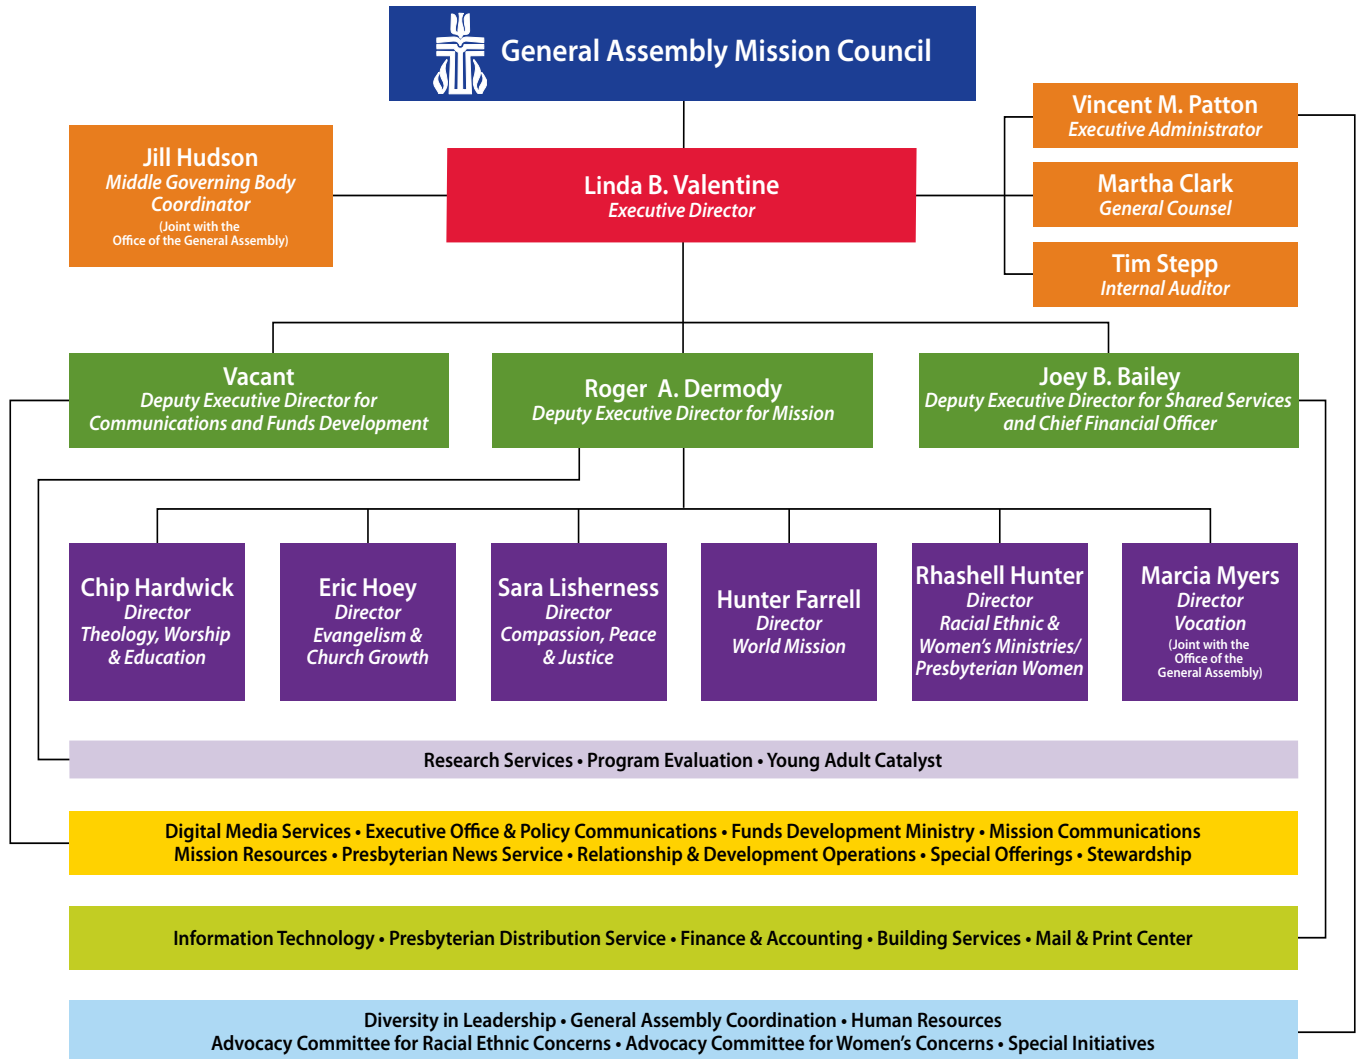 General Assembly Mission Council
Vincent M. Patton
Executive Administrator
Jill Hudson
Middle Governing Body
Coordinator
(Joint with the
Office of the General Assembly)
Linda B. Valentine
Executive Director
Martha Clark
General Counsel
Tim Stepp
Internal Auditor
Vacant
Deputy Executive Director for
Communications and Funds Development
Roger A. Dermody
Deputy Executive Director for Mission
Joey B. Bailey
Deputy Executive Director for Shared Services
and Chief Financial Officer
Chip Hardwick
Director
Theology, Worship
& Education
Eric Hoey
Director
Evangelism &
Church Growth
Sara Lisherness
Director
Compassion, Peace
& Justice
Hunter Farrell
Director
World Mission
Rhashell Hunter
Director
Racial Ethnic &
Women's Ministries/
Presbyterian Women
Marcia Myers
Director
Vocation
(Joint with the
Office of the
General Assembly)
Research Services • Program Evaluation • Young Adult Catalyst
Digital Media Services • Executive Office & Policy Communications • Funds Development Ministry • Mission Communications
Mission Resources • Presbyterian News Service • Relationship & Development Operations • Special Offerings • Stewardship
Information Technology • Presbyterian Distribution Service • Finance & Accounting • Building Services • Mail & Print Center
Diversity in Leadership • General Assembly Coordination • Human Resources
Advocacy Committee for Racial Ethnic Concerns • Advocacy Committee for Women's Concerns • Special Initiatives